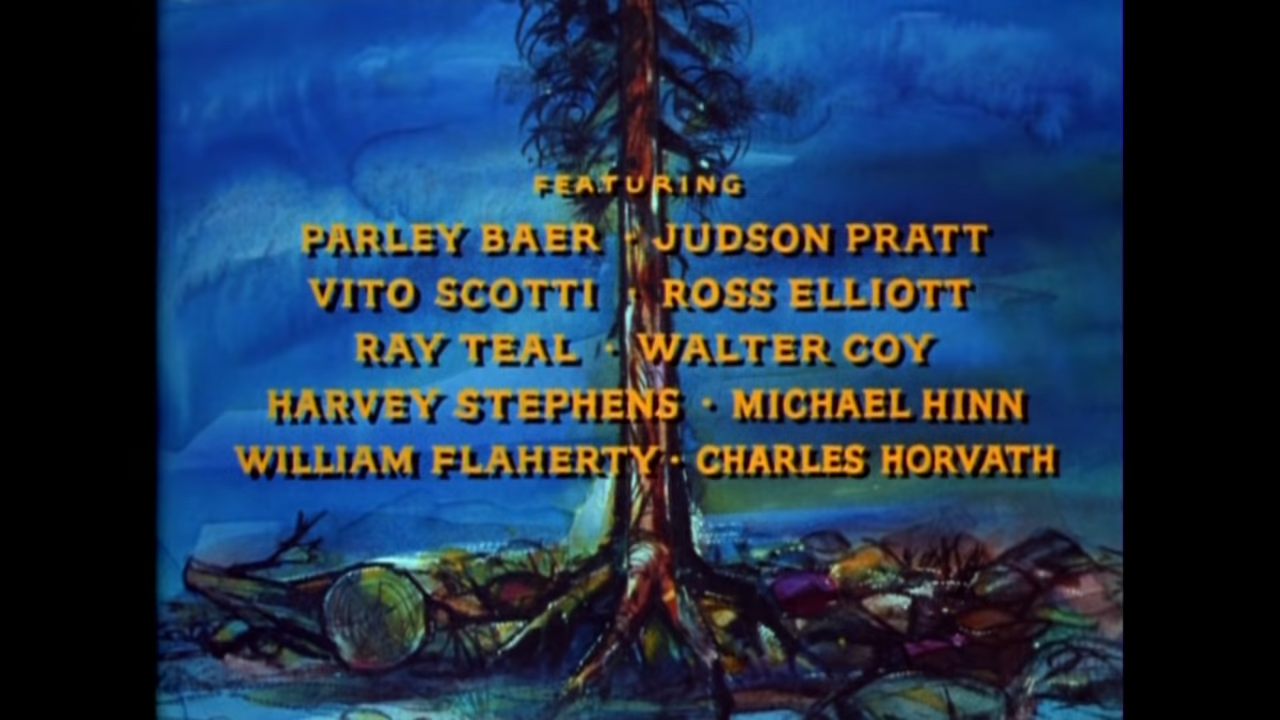 FEATURING
PARLEY BAER · JUDSON PRATT
VITO SCOTTI · ROSS ELLIOTT
RAY TEAL · WALTER COY
HARVEY STEPHENS · MICHAEL HINN
WILLIAM FLAHERTY · CHARLES HORVATH